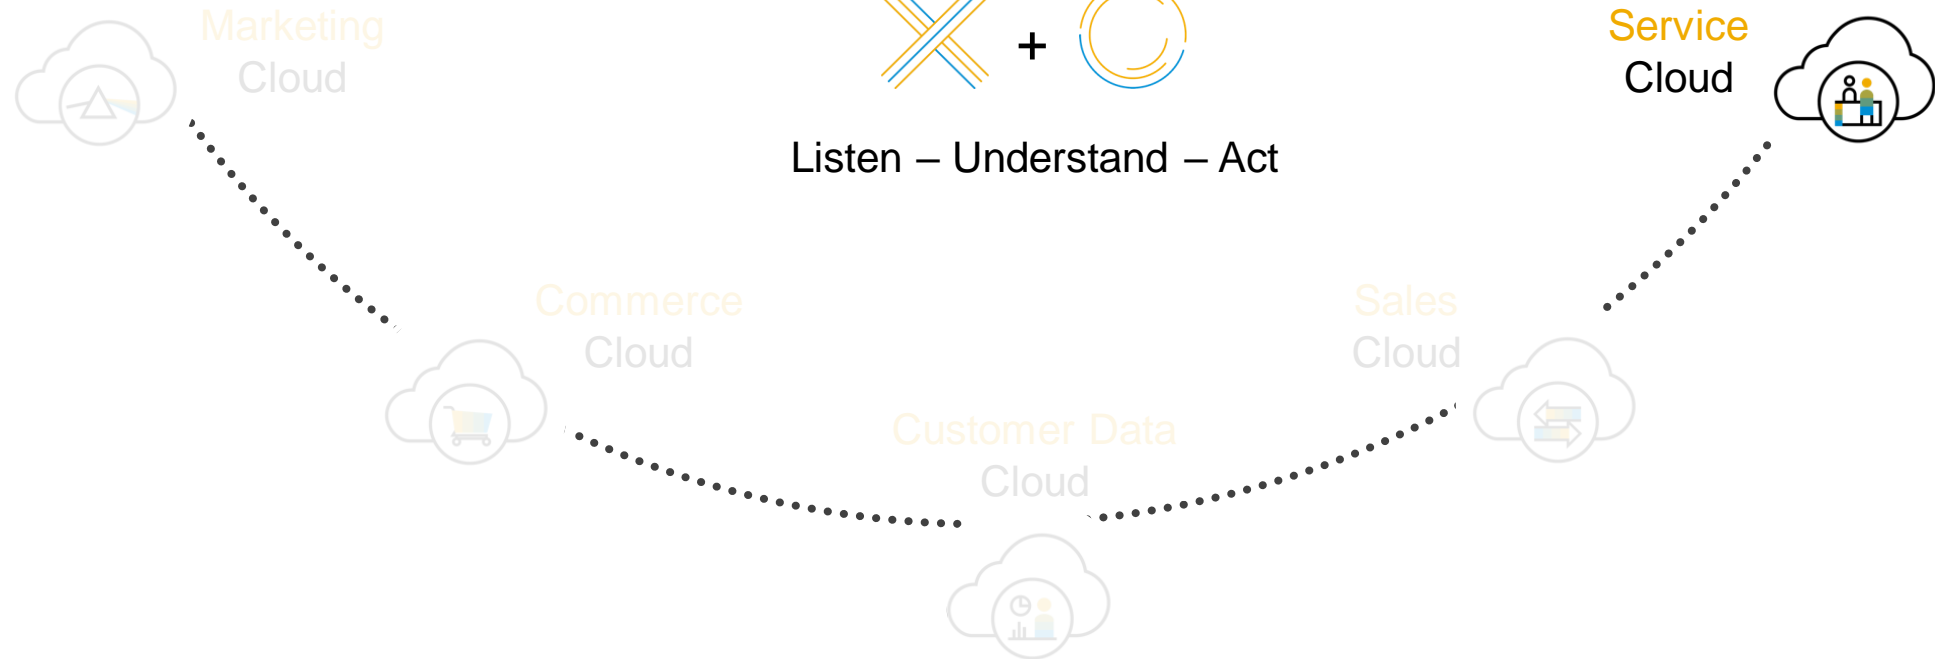 Marketing
Cloud
+
Service
Cloud
Listen – Understand – Act
Commerce
Cloud
Sales
Cloud
Customer Data
Cloud